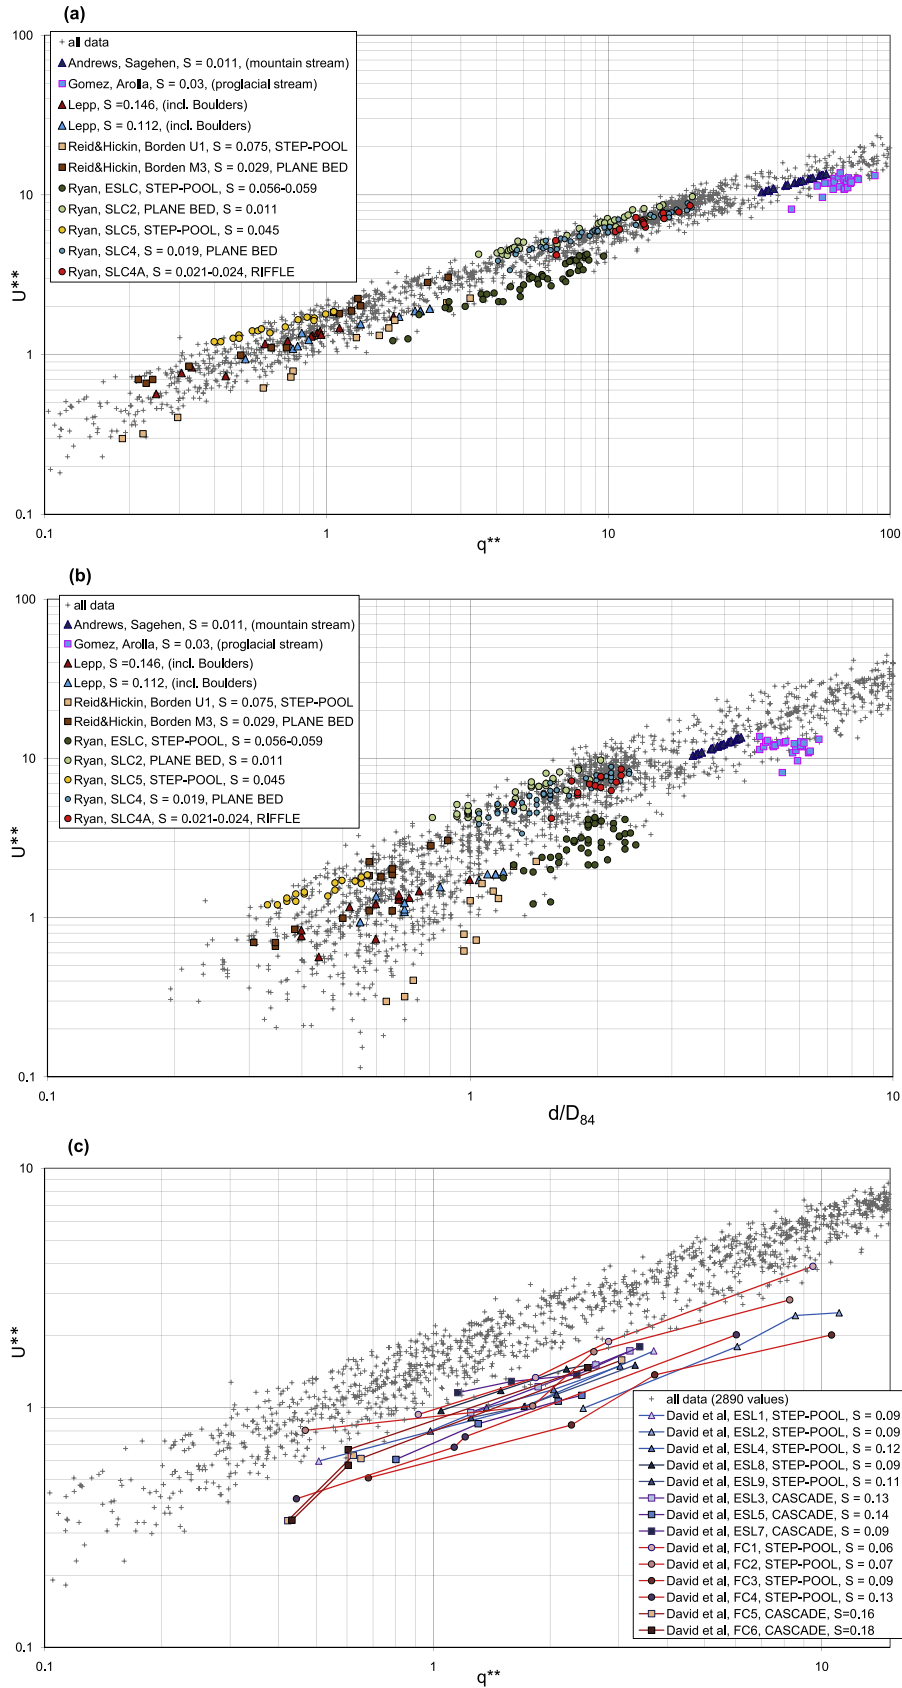 (a)
100
10
1
0.1
U**
all data
Andrews, Sagehen, S = 0.011, (mountain stream)
Gomez, Arolla, S = 0.03, (proglacial stream)
Lepp, S =0.146, (incl. Boulders)
Lepp, S = 0.112, (incl. Boulders)
Reid&Hickin, Borden U1, S = 0.075, STEP-POOL
Reid&Hickin, Borden M3, S = 0.029, PLANE BED
Ryan, ESLC, STEP-POOL, S = 0.056-0.059
Ryan, SLC2, PLANE BED, S = 0.011
Ryan, SLC5, STEP-POOL, S = 0.045
Ryan, SLC4, S = 0.019, PLANE BED
Ryan, SLC4A, S = 0.021-0.024, RIFFLE
0.1 1 10 100
q**
(b)
100
10
1
0.1
U**
all data
Andrews, Sagehen, S = 0.011, (mountain stream)
Gomez, Arolla, S = 0.03, (proglacial stream)
Lepp, S =0.146, (incl. Boulders)
Lepp, S = 0.112, (incl. Boulders)
Reid&Hickin, Borden U1, S = 0.075, STEP-POOL
Reid&Hickin, Borden M3, S = 0.029, PLANE BED
Ryan, ESLC, STEP-POOL, S = 0.056-0.059
Ryan, SLC2, PLANE BED, S = 0.011
Ryan, SLC5, STEP-POOL, S = 0.045
Ryan, SLC4, S = 0.019, PLANE BED
Ryan, SLC4A, S = 0.021-0.024, RIFFLE
0.1 1 10
d/D84
(c)
10
1
0.1
U**
all data (2890 values)
David et al, ESL1, STEP-POOL, S = 0.09
David et al, ESL2, STEP-POOL, S = 0.09
David et al, ESL4, STEP-POOL, S = 0.12
David et al, ESL8, STEP-POOL, S = 0.09
David et al, ESL9, STEP-POOL, S = 0.11
David et al, ESL3, CASCADE, S = 0.13
David et al, ESL5, CASCADE, S = 0.14
David et al, ESL7, CASCADE, S = 0.09
David et al, FC1, STEP-POOL, S = 0.06
David et al, FC2, STEP-POOL, S = 0.07
David et al, FC3, STEP-POOL, S = 0.09
David et al, FC4, STEP-POOL, S = 0.13
David et al, FC5, CASCADE, S=0.16
David et al, FC6, CASCADE, S=0.18
0.1 1 10
q**